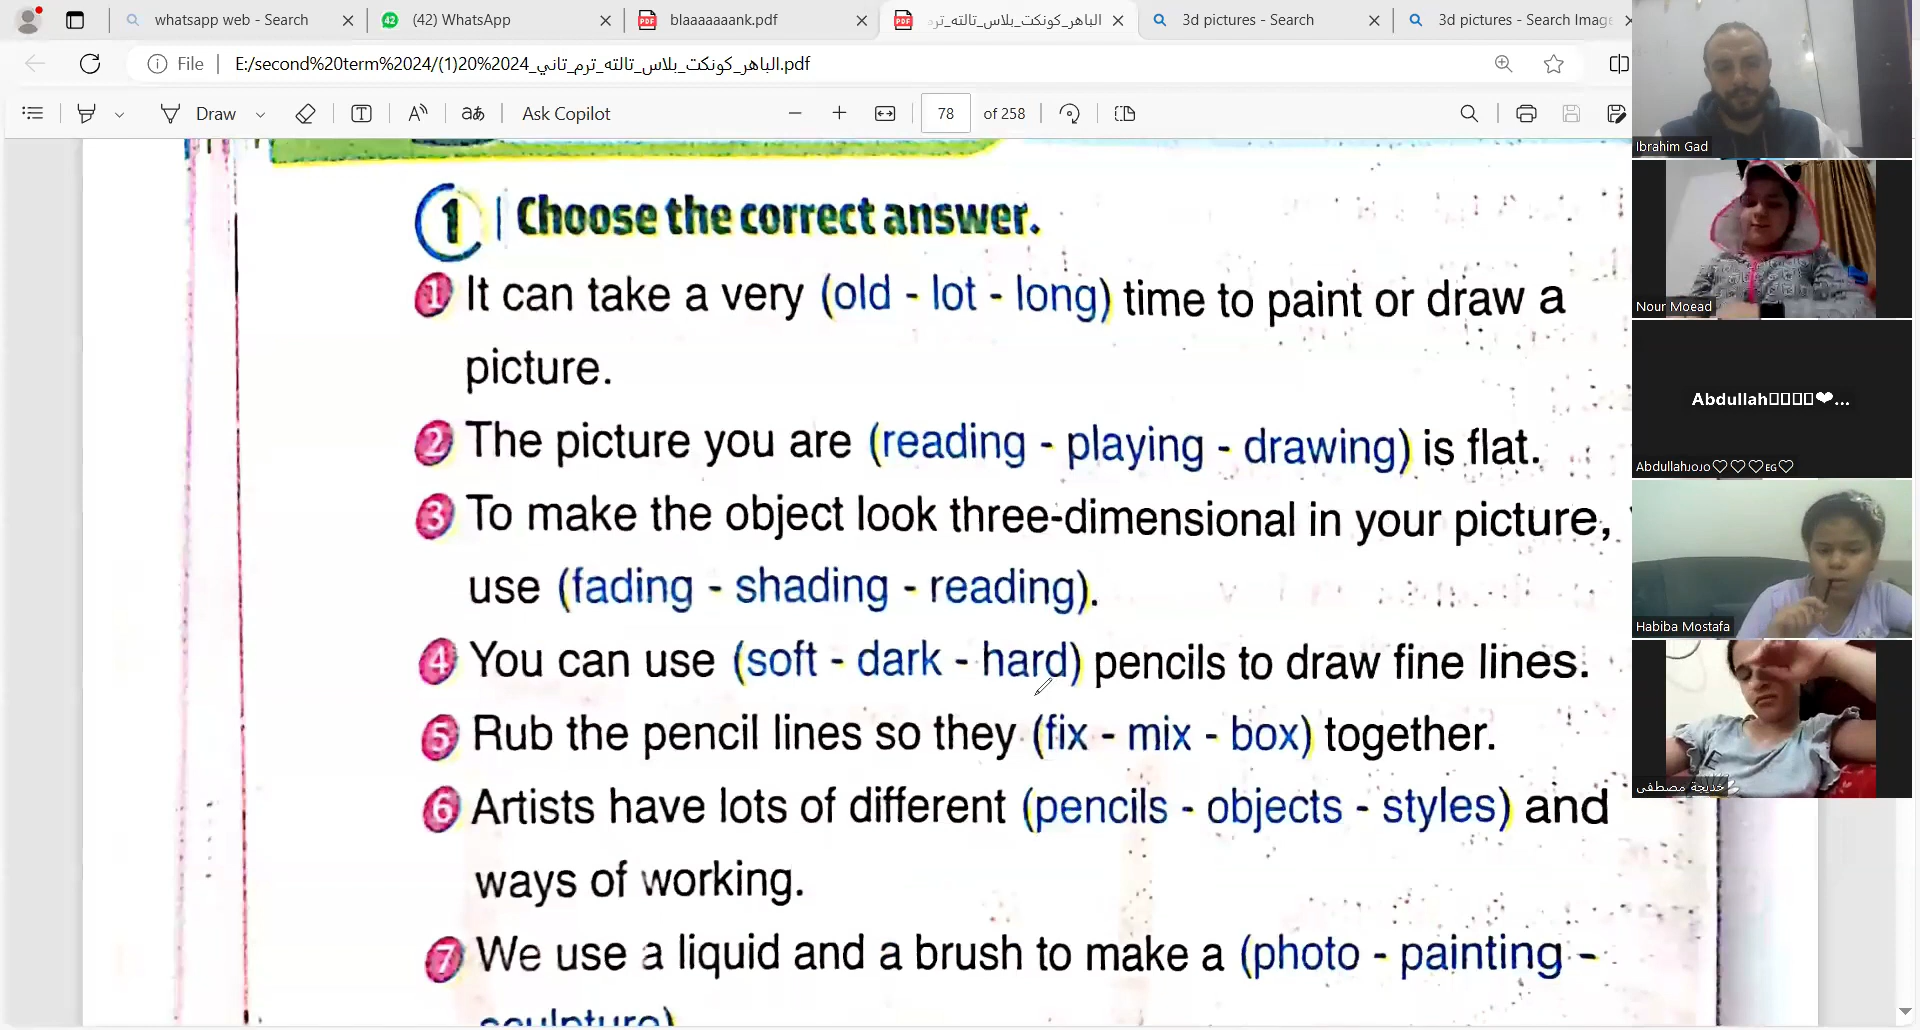 whatsapp web - Search
(42) WhatsApp
blaaaaaaank.pdf
الباهر_كونكت_بلاس_تالته_ترم
3d pictures - Search
3d pictures - Search Imag
File
E:/second%20term%2024/(1)20%2024_الباهر_كونكت_بلاس_تالته_ترم_تاني.pdf
Draw
Ask Copilot
78
of 258
1 Choose the correct answer.
1 It can take a very (old - lot - long) time to paint or draw a
picture.
2 The picture you are (reading - playing - drawing) is flat.
3 To make the object look three-dimensional in your picture,
use (fading - shading - reading).
4 You can use (soft - dark - hard) pencils to draw fine lines.
5 Rub the pencil lines so they (fix - mix - box) together.
6 Artists have lots of different (pencils - objects - styles) and
ways of working.
7 We use a liquid and a brush to make a (photo - painting -
sculpture)
Ibrahim Gad
Nour Moead
Abdullah
Abdullah
Habiba Mostafa
خديجة مصطفى